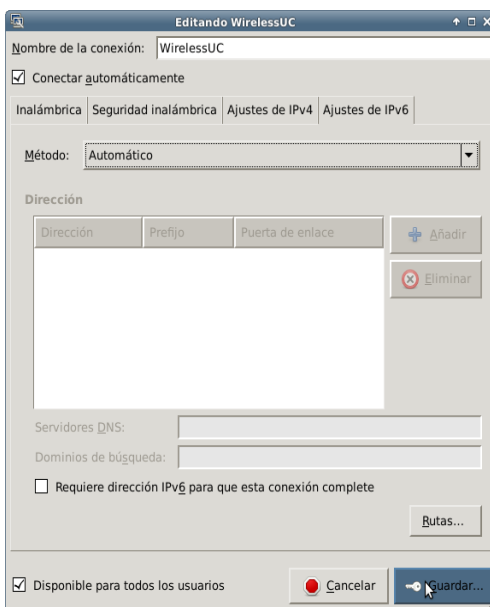 Editando WirelessUC
Nombre de la conexión: WirelessUC
Conectar automáticamente
Inalámbrica Seguridad inalámbrica Ajustes de IPv4 Ajustes de IPv6
Método: Automático
Dirección
Dirección Prefijo Puerta de enlace
Añadir
Eliminar
Servidores DNS:
Dominios de búsqueda:
Requiere dirección IPv6 para que esta conexión complete
Rutas...
Disponible para todos los usuarios Cancelar Guardar...